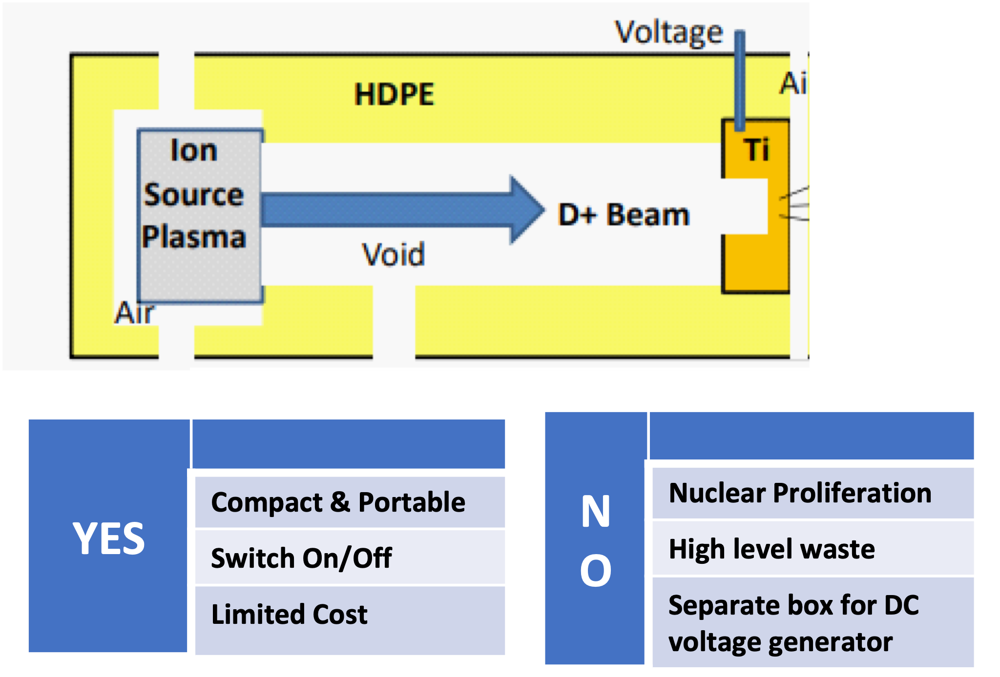 Voltage
HDPE
Ai
Ion
Source
Plasma
Ti
D+ Beam
Void
Air
YES
Compact & Portable
Switch On/Off
Limited Cost
N
O
Nuclear Proliferation
High level waste
Separate box for DC
voltage generator